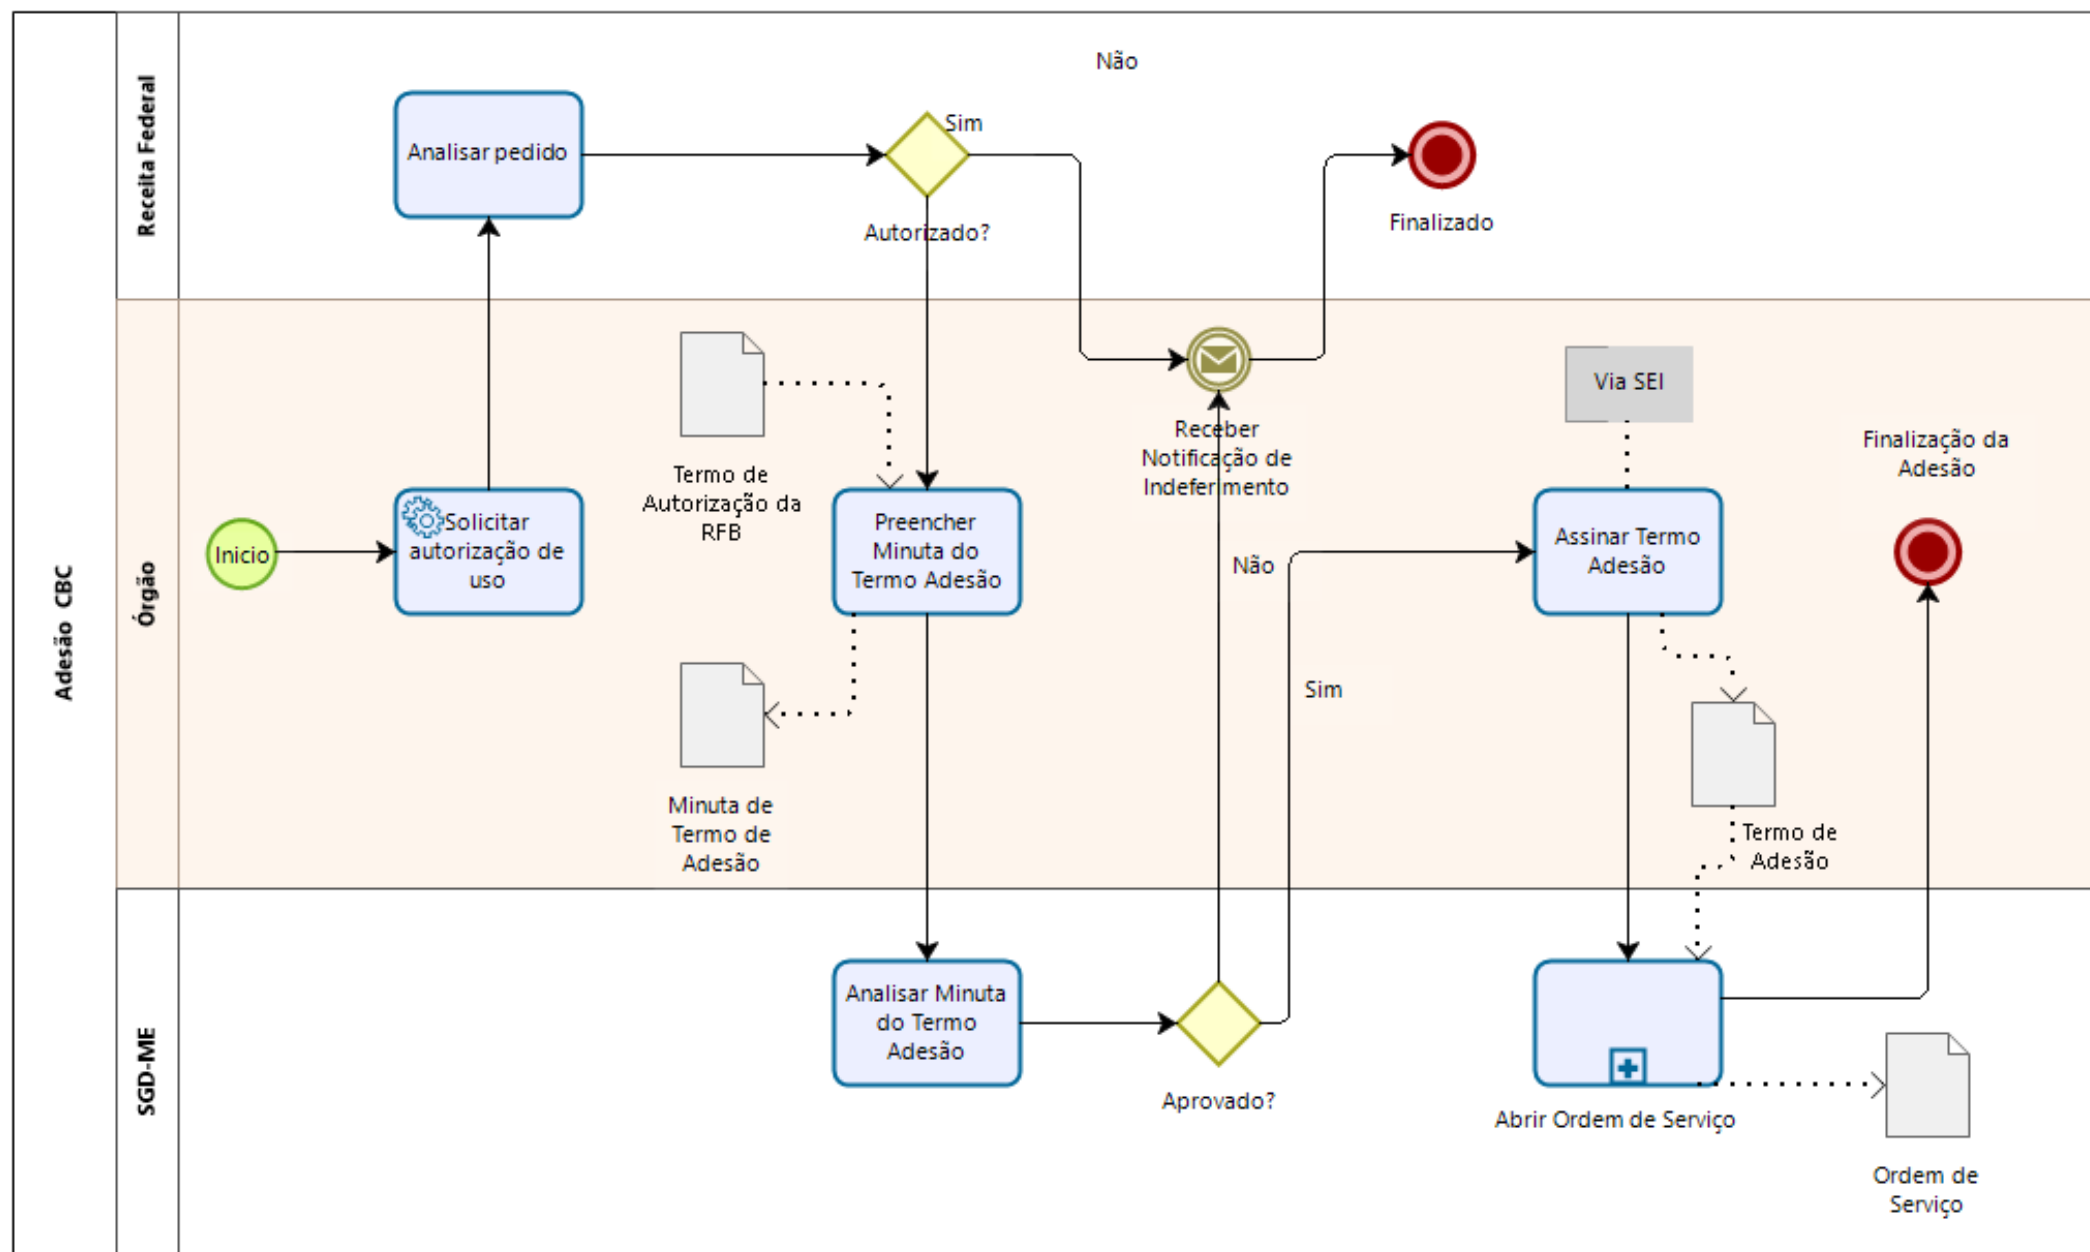 Adesão CBC
Receita Federal
Não
Analisar pedido
Sim
Autorizado?
Finalizado
Órgão
Inicio
Solicitar
autorização de
uso
Termo de
Autorização da
RFB
Preencher
Minuta do
Termo Adesão
Minuta de
Termo de
Adesão
Receber
Notificação de
Indeferimento
Não
Sim
Via SEI
Assinar Termo
Adesão
Finalização da
Adesão
Termo de
Adesão
SGD-ME
Analisar Minuta
do Termo
Adesão
Aprovado?
Abrir Ordem de Serviço
Ordem de
Serviço